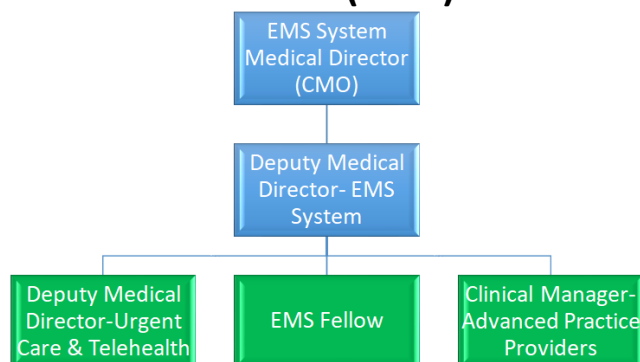 EMS System
Medical Director
(CMO)
Deputy Medical
Director- EMS
System
Deputy Medical
Director-Urgent
Care & Telehealth
EMS Fellow
Clinical Manager-
Advanced Practice
Providers